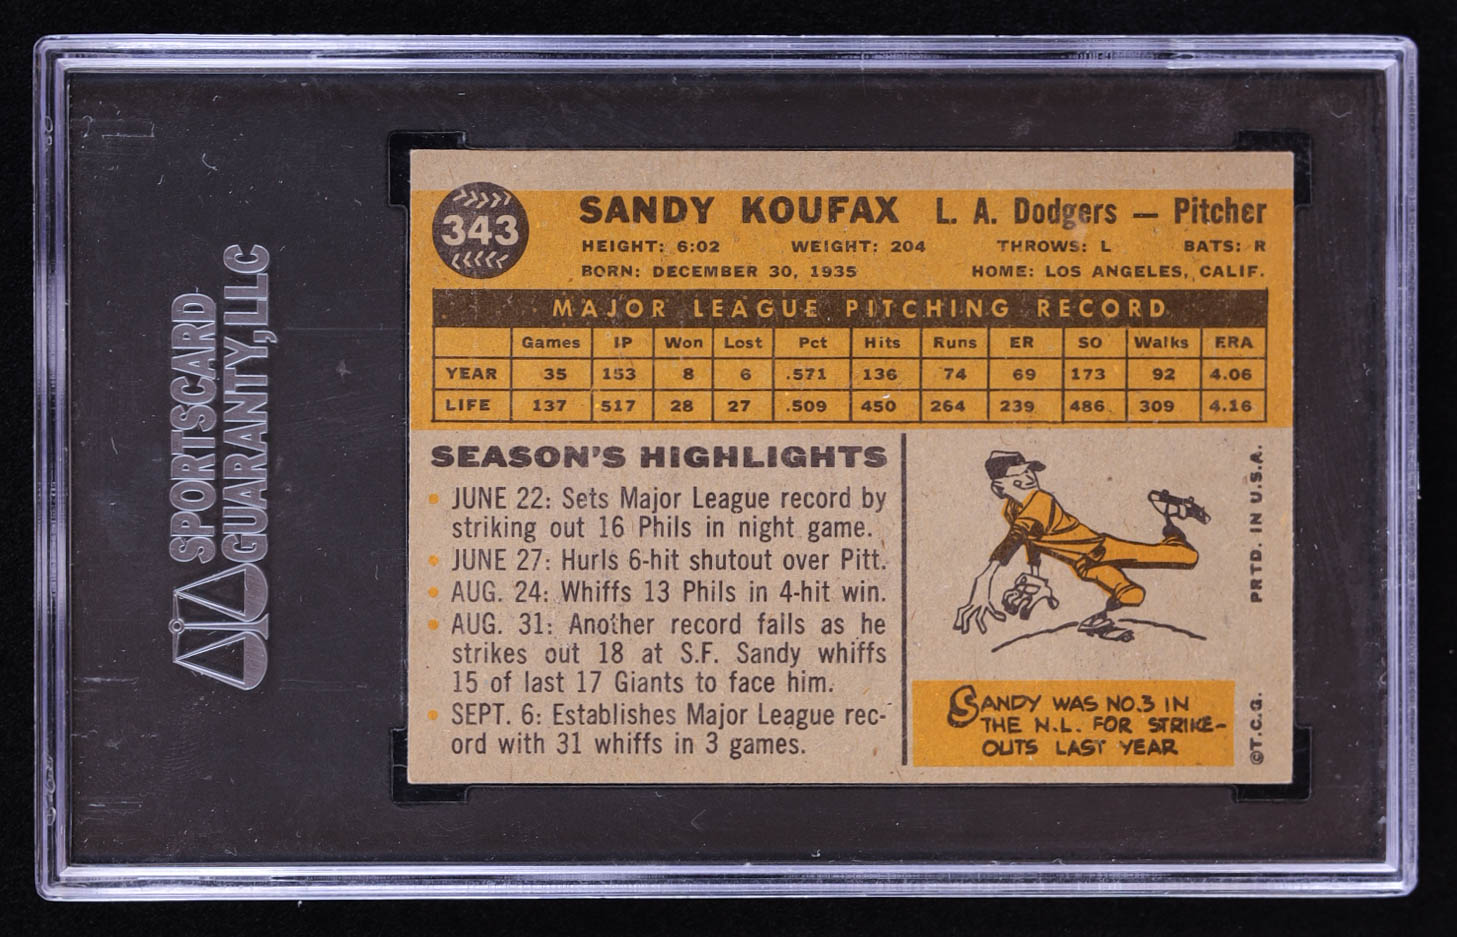 SPORTSCARD
GUARANTY, LLC
343
SANDY KOUFAX L. A. Dodgers — Pitcher
HEIGHT: 6:02 WEIGHT: 204 THROWS: L BATS: R
BORN: DECEMBER 30, 1935 HOME: LOS ANGELES, CALIF.
MAJOR LEAGUE PITCHING RECORD
Games IP Won Lost Pct Hits Runs ER SO Walks ERA
YEAR 35 153 8 6 .571 136 74 69 173 92 4.06
LIFE 137 517 28 27 .509 450 264 239 486 309 4.16
SEASON'S HIGHLIGHTS
• JUNE 22: Sets Major League record by
striking out 16 Phils in night game.
• JUNE 27: Hurls 6-hit shutout over Pitt.
• AUG. 24: Whiffs 13 Phils in 4-hit win.
• AUG. 31: Another record falls as he
strikes out 18 at S.F. Sandy whiffs
15 of last 17 Giants to face him.
• SEPT. 6: Establishes Major League rec-
ord with 31 whiffs in 3 games.
SANDY WAS NO.3 IN
THE N.L. FOR STRIKE-
OUTS LAST YEAR
©T.C.G. PRTD. IN U.S.A.